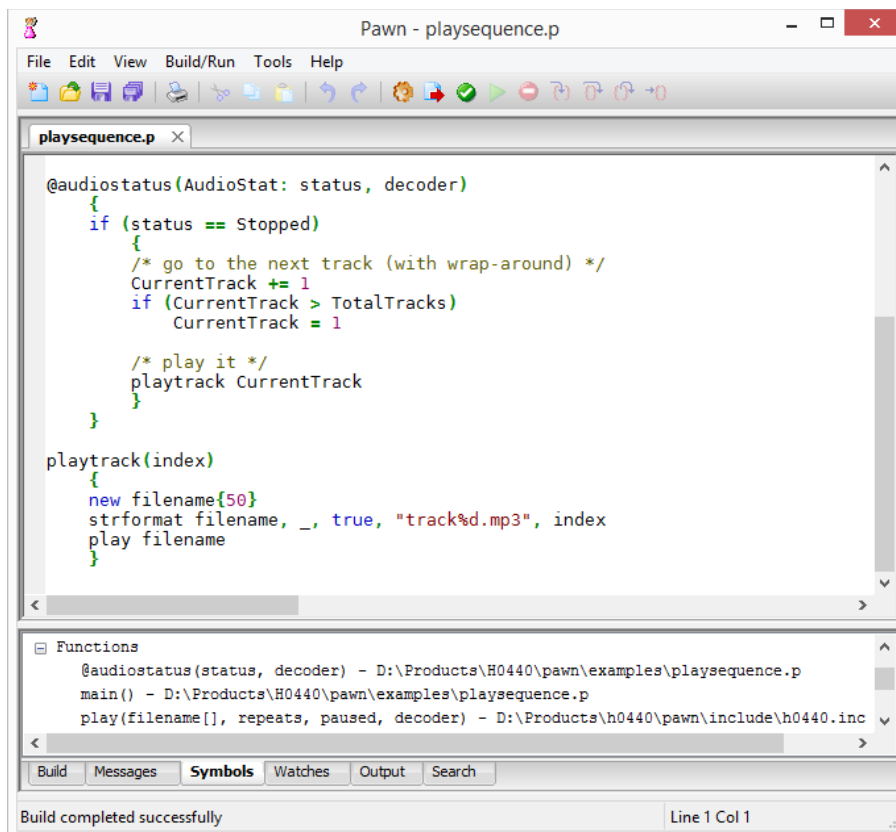 Pawn - playsequence.p
File Edit View Build/Run Tools Help
playsequence.p
@audiostatus(AudioStat: status, decoder)
{
if (status == Stopped)
{
/* go to the next track (with wrap-around) */
CurrentTrack += 1
if (CurrentTrack > TotalTracks)
CurrentTrack = 1
/* play it */
playtrack CurrentTrack
}
}
playtrack(index)
{
new filename{50}
strformat filename, _, true, "track%d.mp3", index
play filename
}
Functions
@audiostatus(status, decoder) - D:\Products\H0440\pawn\examples\playsequence.p
main() - D:\Products\H0440\pawn\examples\playsequence.p
play(filename[], repeats, paused, decoder) - D:\Products\h0440\pawn\include\h0440.inc
Build Messages Symbols Watches Output Search
Build completed successfully Line 1 Col 1